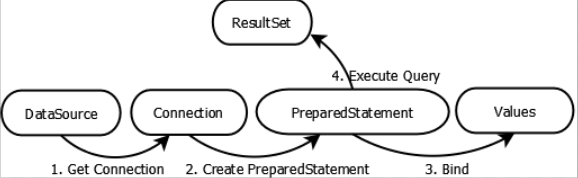 ResultSet
4. Execute Query
DataSource
Connection
PreparedStatement
Values
1. Get Connection
2. Create PreparedStatement
3. Bind